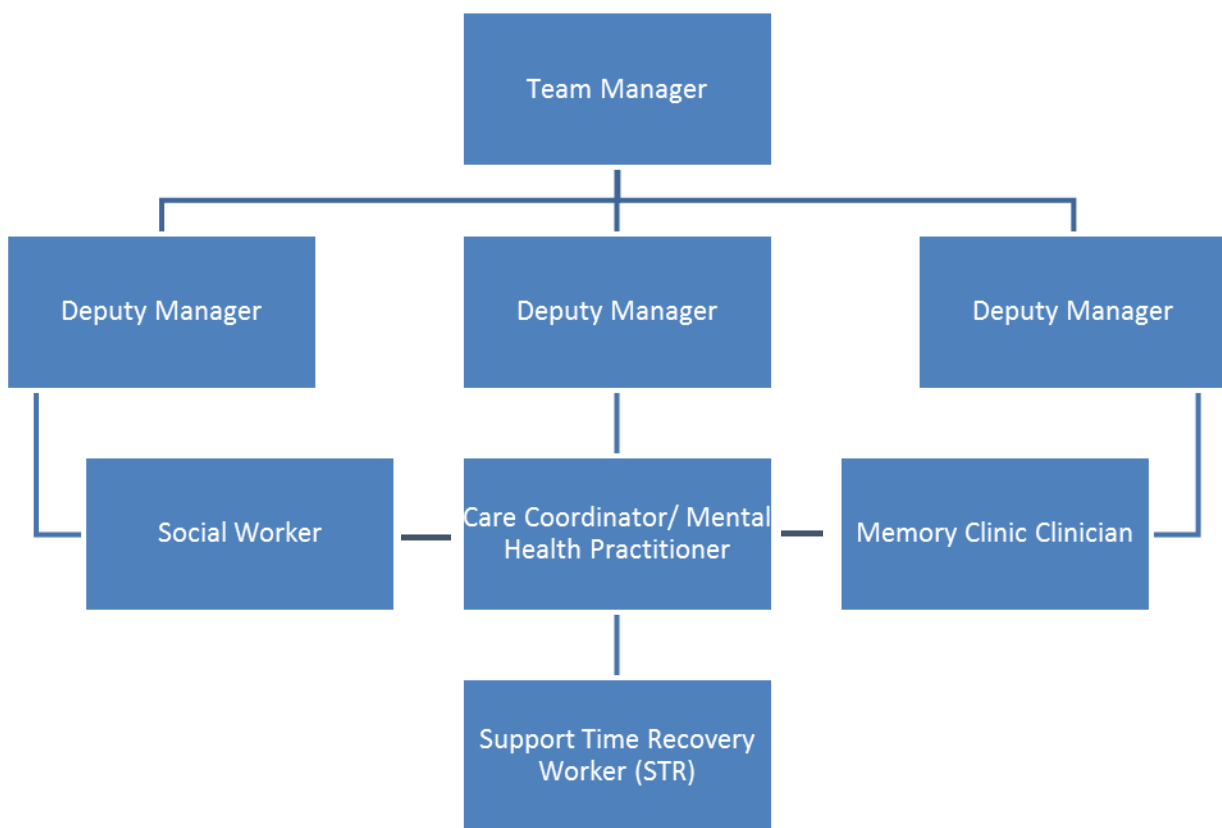 Team Manager
Deputy Manager
Deputy Manager
Deputy Manager
Social Worker
Care Coordinator/ Mental
Health Practitioner
Memory Clinic Clinician
Support Time Recovery
Worker (STR)